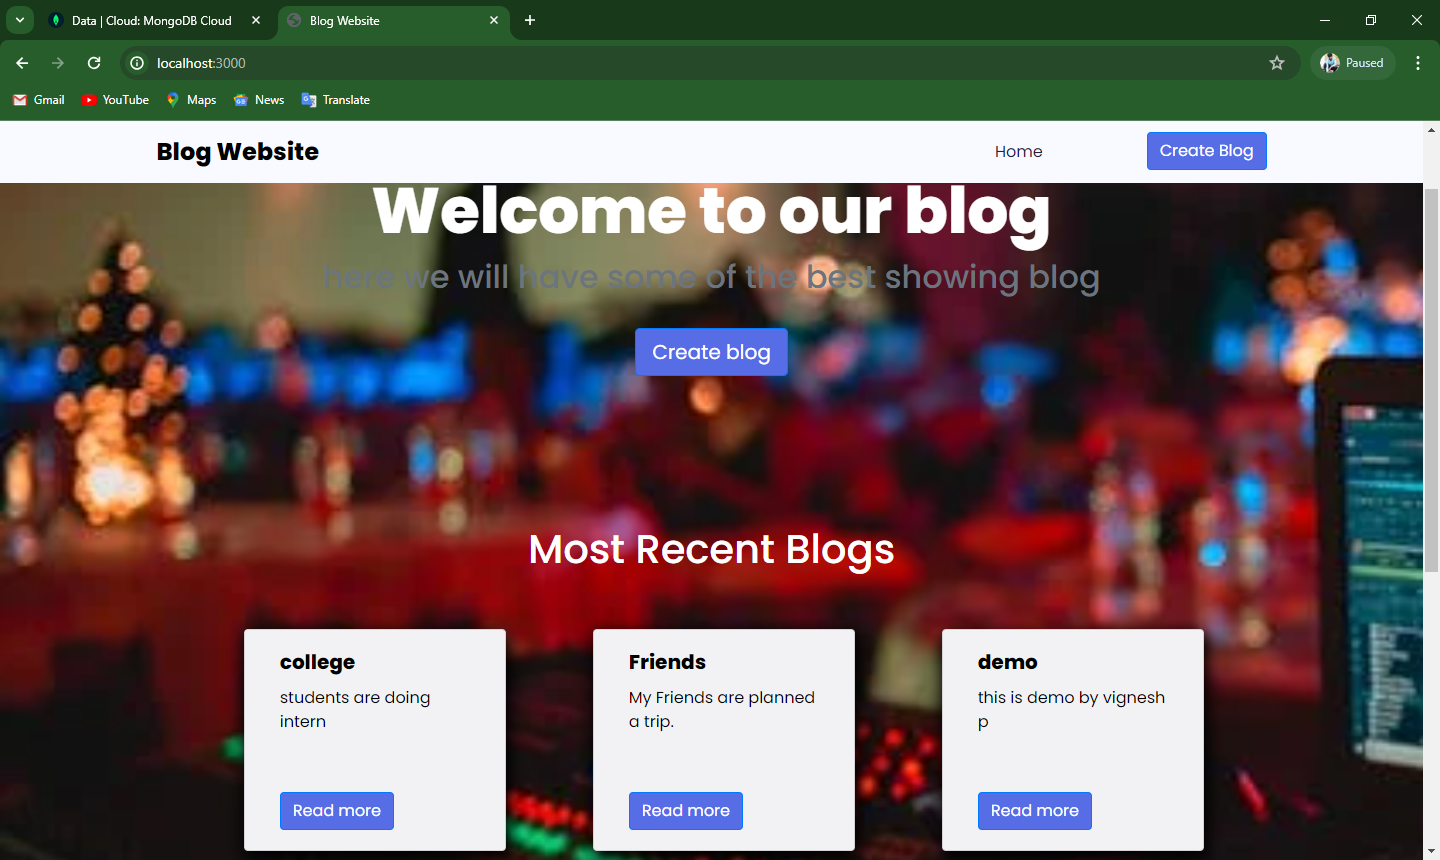 Data | Cloud: MongoDB Cloud
Blog Website
localhost:3000
Paused
Gmail
YouTube
Maps
News
Translate
Blog Website
Home
Create Blog
Welcome to our blog
here we will have some of the best showing blog
Create blog
Most Recent Blogs
college
students are doing
intern
Read more
Friends
My Friends are planned
a trip.
Read more
demo
this is demo by vignesh
p
Read more